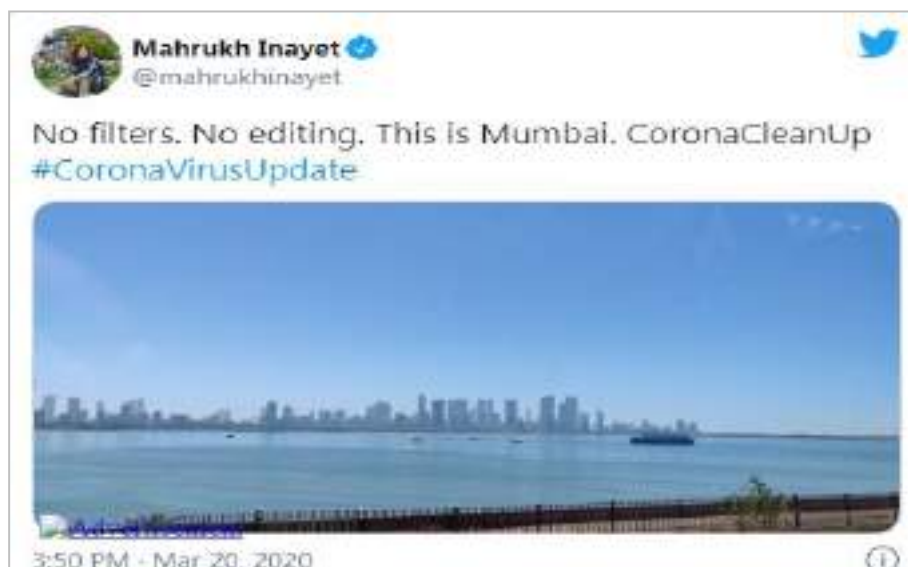 Mahrukh Inayet
@mahrukhinayet
No filters. No editing. This is Mumbai. CoronaCleanUp
#CoronaVirusUpdate
3:50 PM - Mar 20, 2020